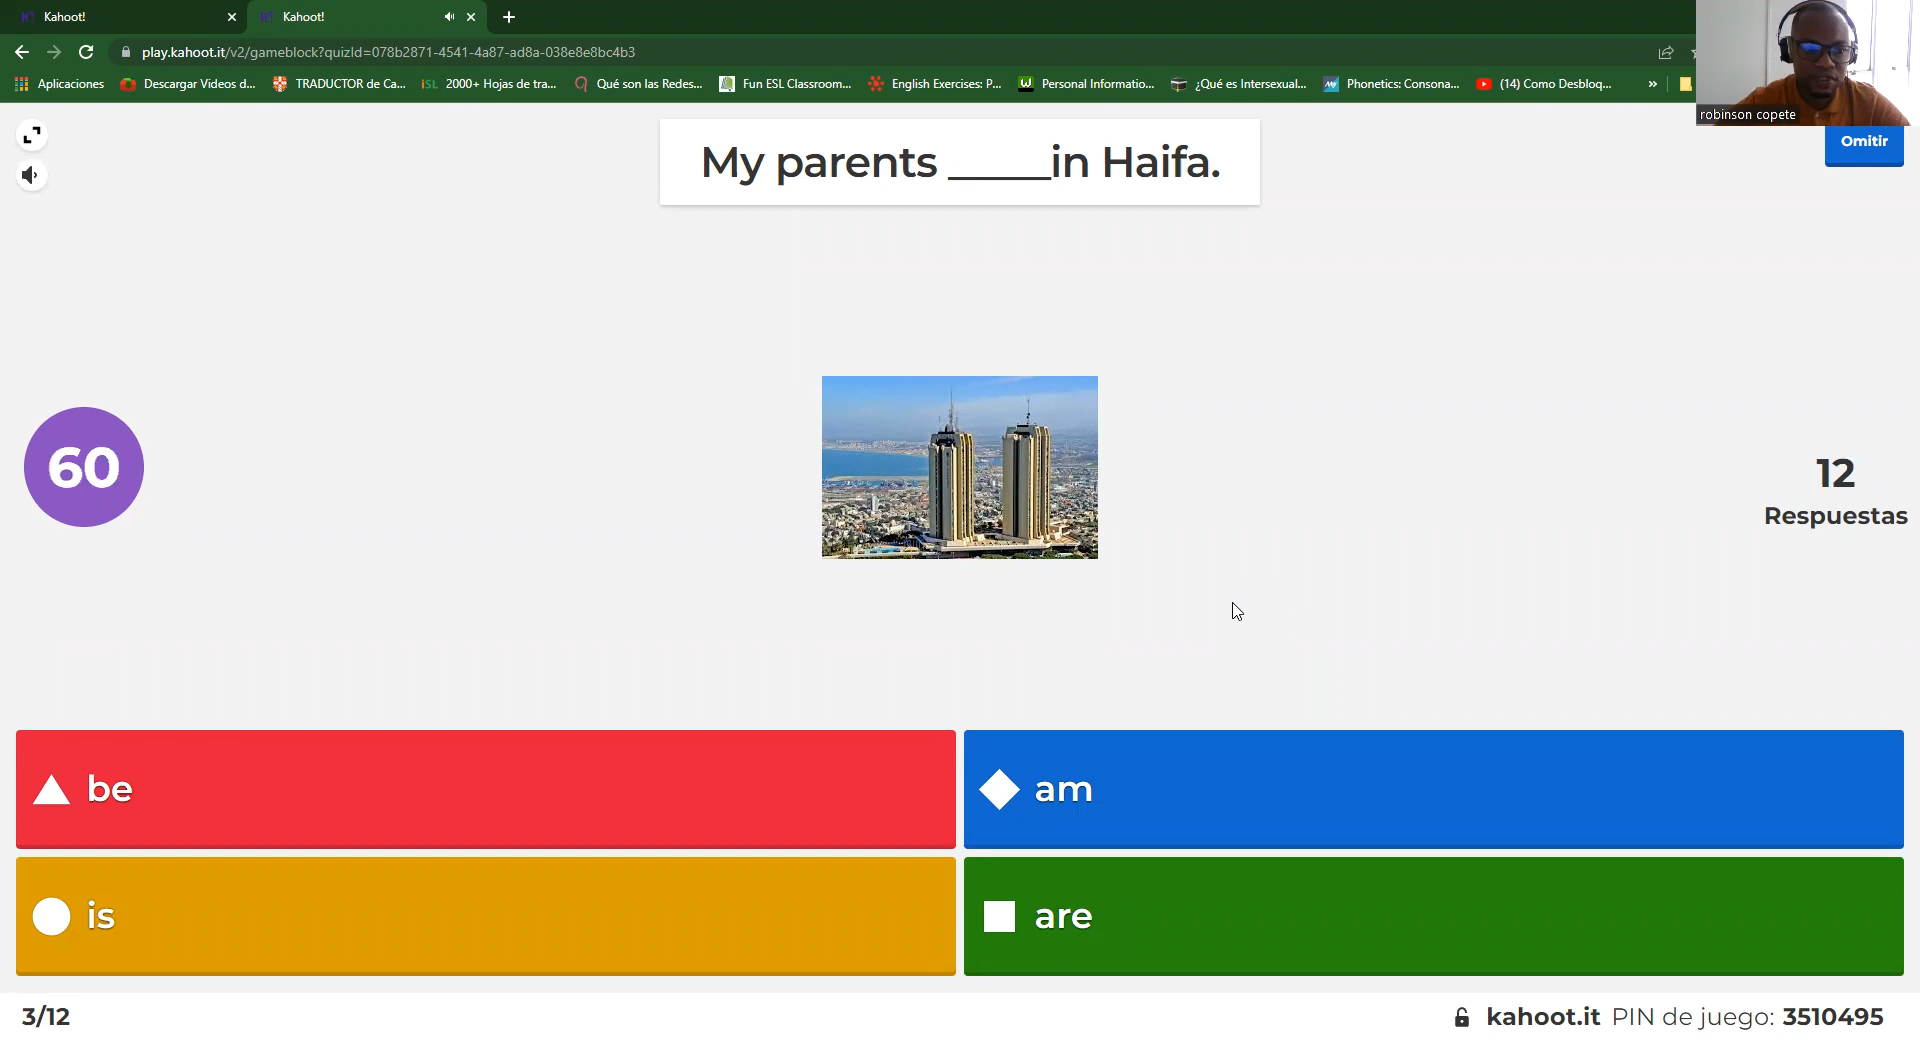 Kahoot!
Kahoot!
play.kahoot.it/v2/gameblock?quizId=078b2871-4541-4a87-ad8a-038e8e8bc4b3
Aplicaciones
Descargar Videos d...
TRADUCTOR de Ca...
iSL 2000+ Hojas de tra...
Qué son las Redes...
Fun ESL Classroom...
English Exercises: P...
Personal Informatio...
¿Qué es Intersexual...
Phonetics: Consona...
(14) Como Desbloq...
»
robinson copete
Omitir
My parents _____in Haifa.
60
12
Respuestas
be
am
is
are
3/12
kahoot.it PIN de juego: 3510495